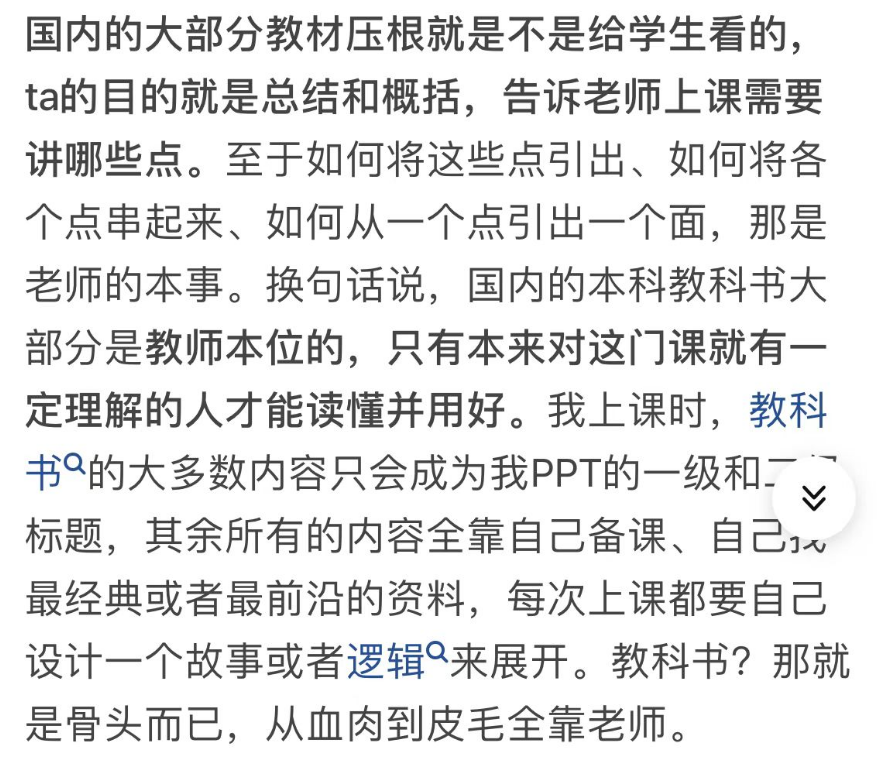 国内的大部分教材压根就是不是给学生看的，
ta的目的就是总结和概括，告诉老师上课需要
讲哪些点。至于如何将这些点引出、如何将各
个点串起来、如何从一个点引出一个面，那是
老师的本事。换句话说，国内的本科教科书大
部分是教师本位的，只有本来对这门课就有一
定理解的人才能读懂并用好。我上课时，教科
书的大多数内容只会成为我PPT的一级和二
标题，其余所有的内容全靠自己备课、自己找
最经典或者最前沿的资料，每次上课都要自己
设计一个故事或者逻辑来展开。教科书？那就
是骨头而已，从血肉到皮毛全靠老师。